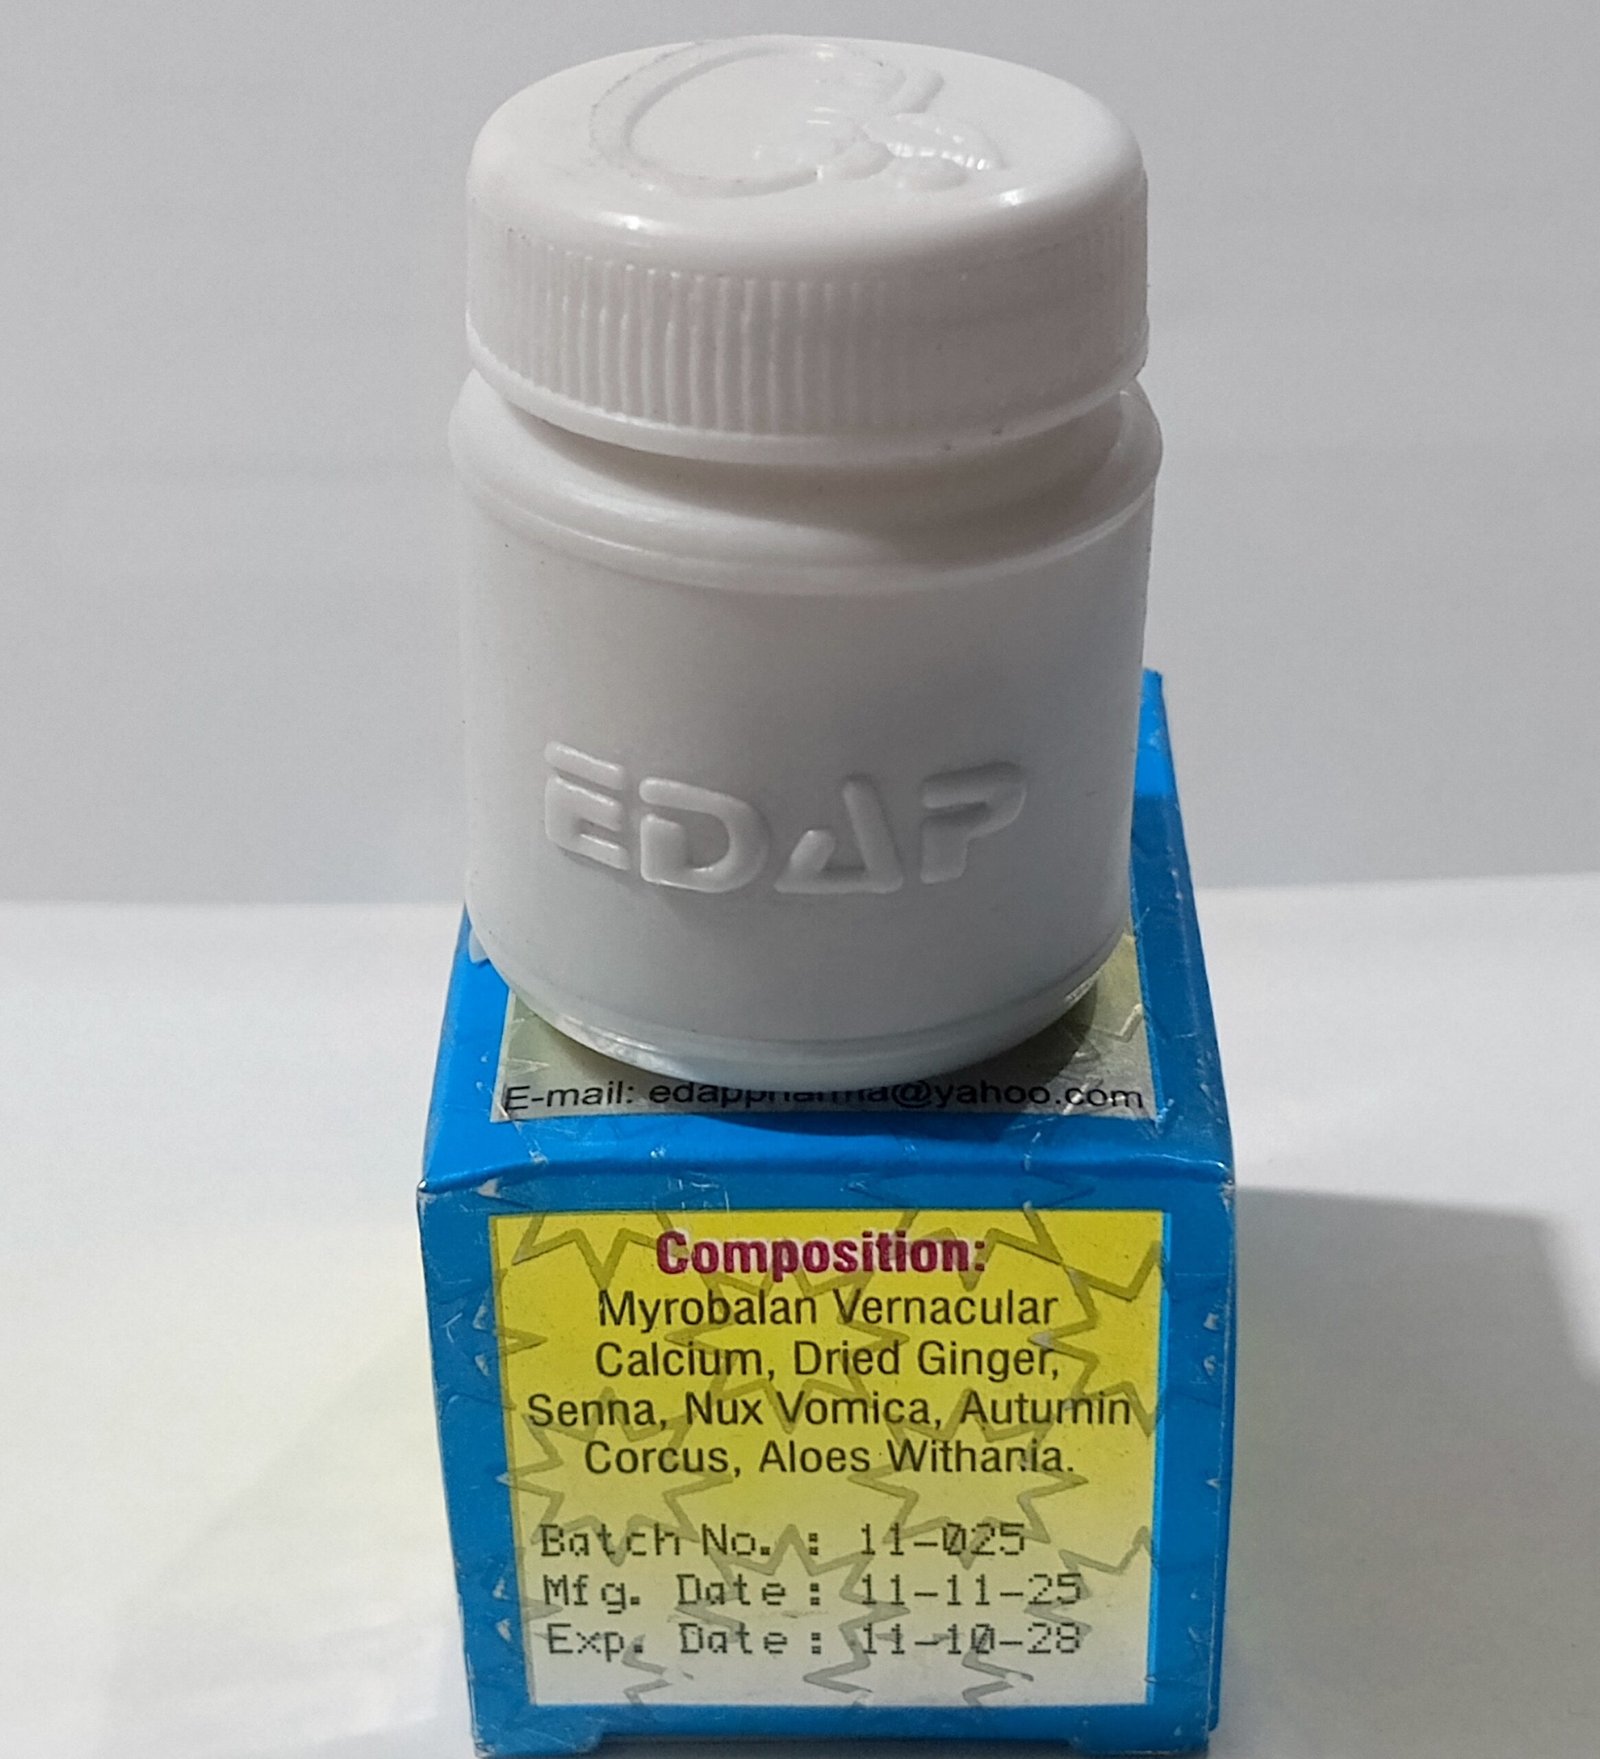 EDAP
E-mail: edappharma@yahoo.com
Composition:
Myrobalan Vernacular
Calcium, Dried Ginger,
Senna, Nux Vomica, Autumin
Corcus, Aloes Withania.
Batch No. : 11-025
Mfg. Date : 11-11-25
Exp. Date : 11-10-28